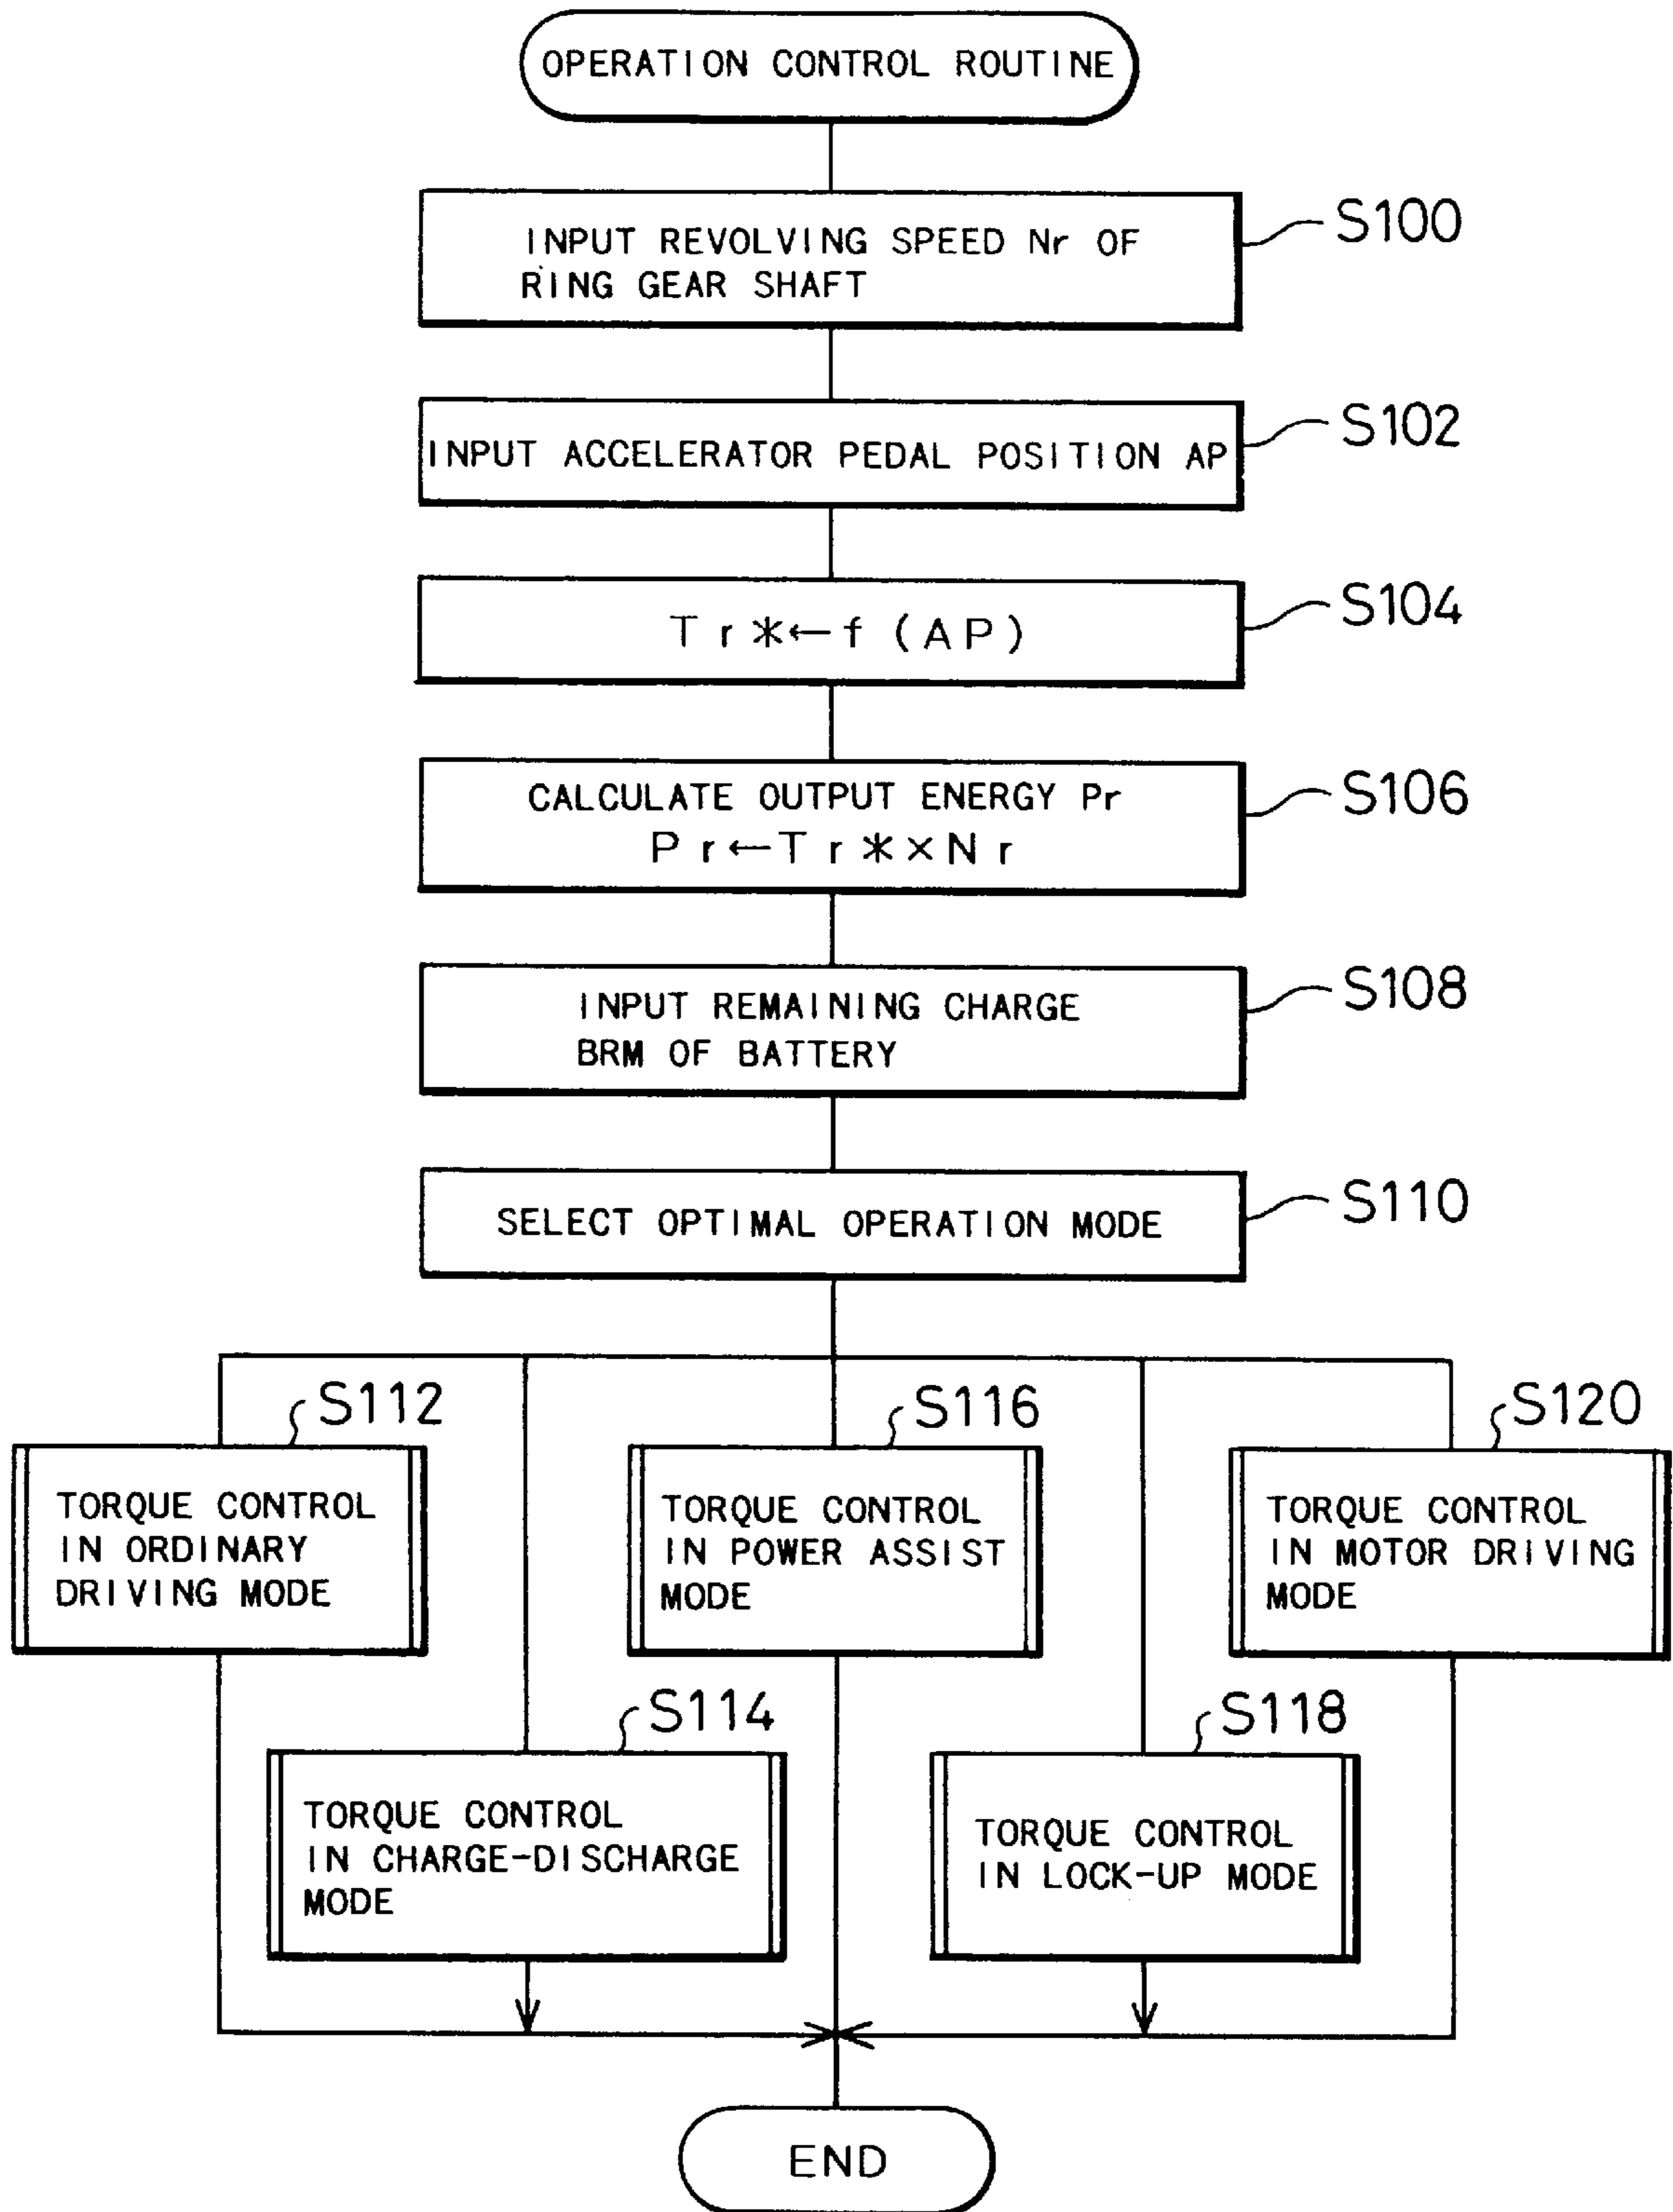 OPERATION CONTROL ROUTINE
INPUT REVOLVING SPEED Nr OF
RING GEAR SHAFT
S100
INPUT ACCELERATOR PEDAL POSITION AP
S102
Tr*←f(AP)
S104
CALCULATE OUTPUT ENERGY Pr
Pr←Tr*×Nr
S106
INPUT REMAINING CHARGE
BRM OF BATTERY
S108
SELECT OPTIMAL OPERATION MODE
S110
S112
TORQUE CONTROL
IN ORDINARY
DRIVING MODE
S116
TORQUE CONTROL
IN POWER ASSIST
MODE
S120
TORQUE CONTROL
IN MOTOR DRIVING
MODE
S114
TORQUE CONTROL
IN CHARGE-DISCHARGE
MODE
S118
TORQUE CONTROL
IN LOCK-UP MODE
END